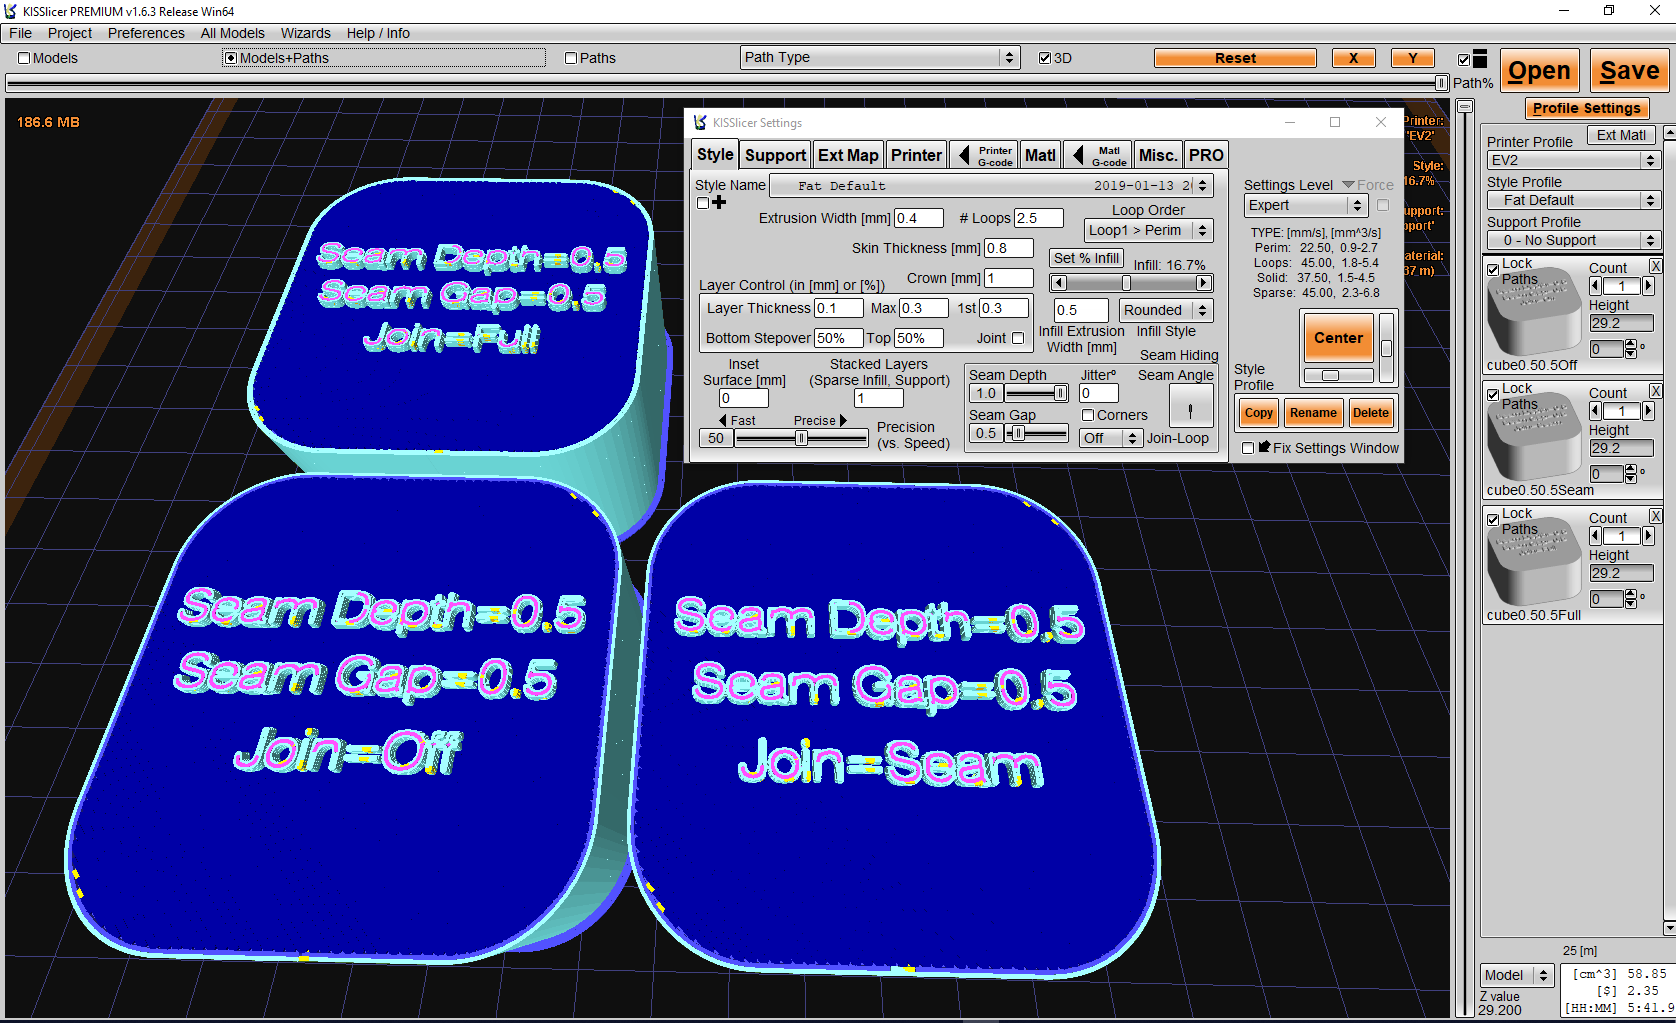 KISSlicer PREMIUM v1.6.3 Release Win64
File Project Preferences All Models Wizards Help / Info
Models Models+Paths Paths Path Type 3D Reset X Y Path% Open Save
186.6 MB
Profile Settings
Printer Profile Ext Matl
EV2
Style Profile
Fat Default
Support Profile
0 - No Support
Lock Paths Count X
1
Height
29.2
0 °
cube0.50.5Off
Lock Paths Count X
1
Height
29.2
0 °
cube0.50.5Seam
Lock Paths Count X
1
Height
29.2
0 °
cube0.50.5Full
25 [m]
Model
Z value
29.200
[cm^3] 58.85
[$] 2.35
[HH:MM] 5:41.9
Printer:
'EV2'
Style:
16.7%
upport:
port'
aterial:
37 m)
KISSlicer Settings
Style Support Ext Map Printer Printer G-code Matl Matl G-code Misc. PRO
Style Name Fat Default 2019-01-13
Extrusion Width [mm] 0.4 # Loops 2.5 Loop Order
Loop1 > Perim
Skin Thickness [mm] 0.8
Set % Infill Infill: 16.7%
Crown [mm] 1
Layer Control (in [mm] or [%])
Layer Thickness 0.1 Max 0.3 1st 0.3
0.5 Rounded
Bottom Stepover 50% Top 50% Joint
Infill Extrusion Width [mm] Infill Style
Inset Surface [mm]
0
Stacked Layers (Sparse Infill, Support)
1
Fast Precise
50
Precision (vs. Speed)
Seam Hiding
Seam Depth Jitter° Seam Angle
1.0 0
Seam Gap Corners
0.5 Off Join-Loop
Settings Level Force
Expert
TYPE: [mm/s], [mm^3/s]
Perim: 22.50, 0.9-2.7
Loops: 45.00, 1.8-5.4
Solid: 37.50, 1.5-4.5
Sparse: 45.00, 2.3-6.8
Center
Style Profile
Copy Rename Delete
Fix Settings Window
Seam Depth=0.5
Seam Gap=0.5
Join=Full
Seam Depth=0.5
Seam Gap=0.5
Join=Off
Seam Depth=0.5
Seam Gap=0.5
Join=Seam